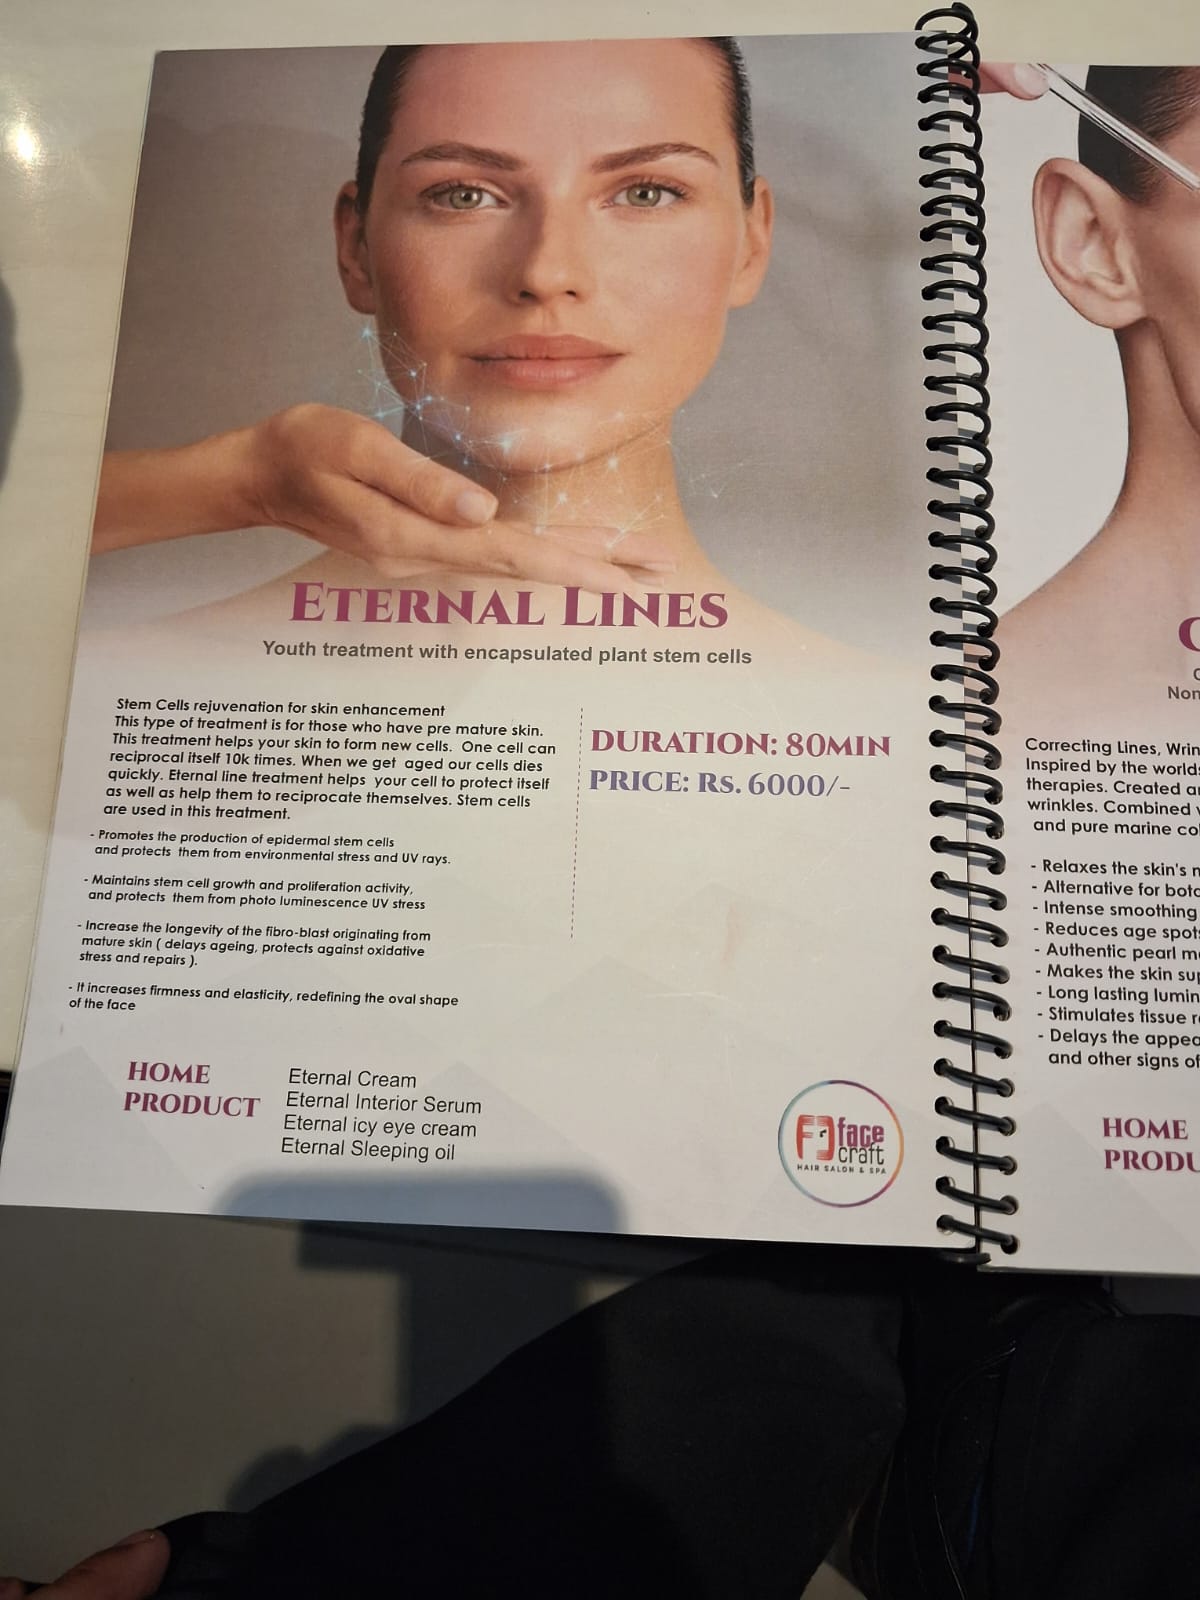 ETERNAL LINES
Youth treatment with encapsulated plant stem cells
Stem Cells rejuvenation for skin enhancement
This type of treatment is for those who have pre mature skin.
This treatment helps your skin to form new cells. One cell can
reciprocal itself 10k times. When we get aged our cells dies
quickly. Eternal line treatment helps your cell to protect itself
as well as help them to reciprocate themselves. Stem cells
are used in this treatment.
- Promotes the production of epidermal stem cells
and protects them from environmental stress and UV rays.
- Maintains stem cell growth and proliferation activity,
and protects them from photo luminescence UV stress
- Increase the longevity of the fibro-blast originating from
mature skin ( delays ageing, protects against oxidative
stress and repairs ).
- It increases firmness and elasticity, redefining the oval shape
of the face
DURATION: 80MIN
PRICE: RS. 6000/-
HOME
PRODUCT
Eternal Cream
Eternal Interior Serum
Eternal icy eye cream
Eternal Sleeping oil
face
craft
HAIR SALON & SPA
Correcting Lines,
Inspired by the
therapies. Created
wrinkles. Combined
and pure marine
- Relaxes the skin's
- Alternative for
- Intense smoothing
- Reduces age
- Authentic pearl
- Makes the skin
- Long lasting
- Stimulates tissue
- Delays the
and other signs of
HOME